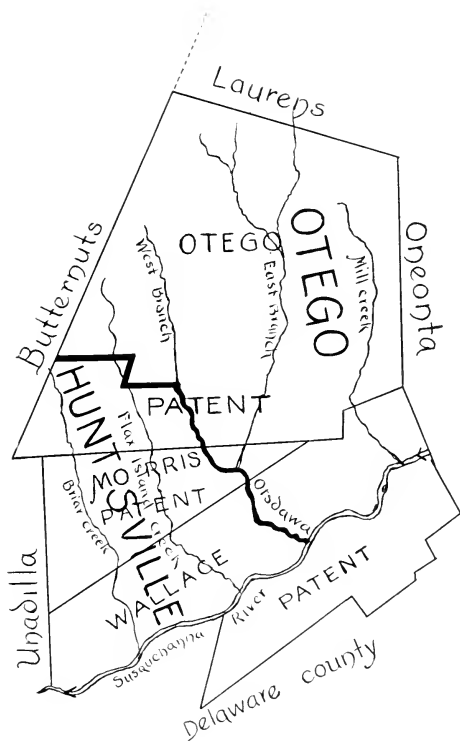 Laurens
Butternuts
OTEGO
OTEGO
Oneonta
West Branch
East Branch
Mill Creek
PATENT
HUNTSVILLE
Flax Island Creek
MORRIS
PATENT
Briar Creek
Otsdawa
Unadilla
WALLACE
PATENT
Susquehanna River
Delaware county